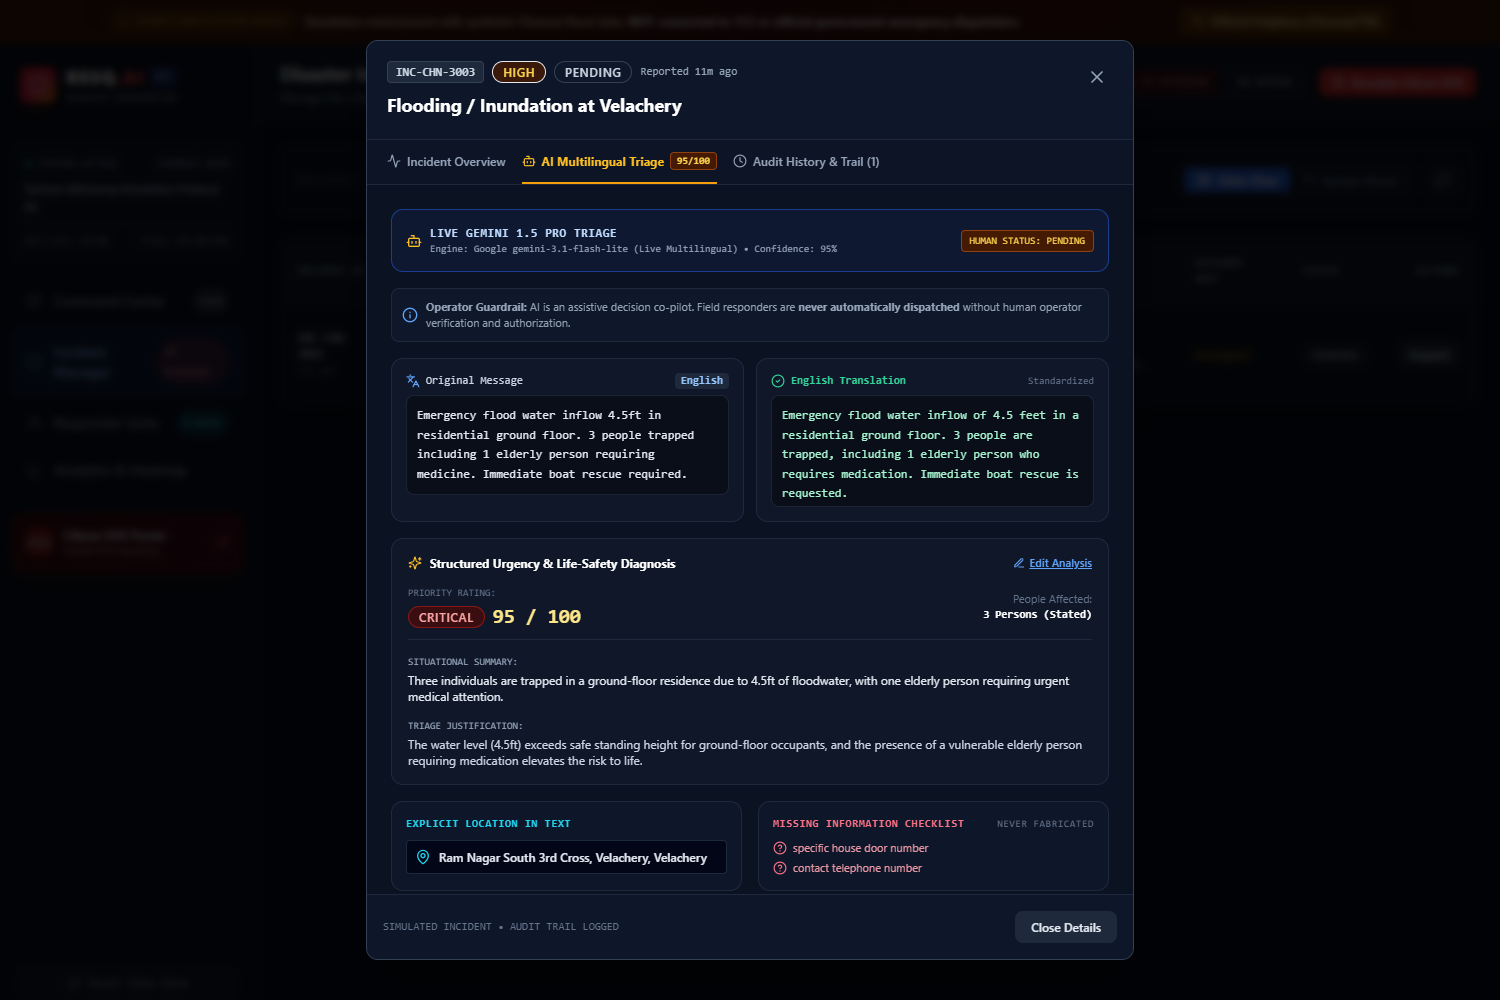 INC-CHN-3003 HIGH PENDING Reported 11m ago
Flooding / Inundation at Velachery
Incident Overview AI Multilingual Triage 95/100 Audit History & Trail (1)
LIVE GEMINI 1.5 PRO TRIAGE
Engine: Google gemini-3.1-flash-lite (Live Multilingual) • Confidence: 95%
HUMAN STATUS: PENDING
Operator Guardrail: AI is an assistive decision co-pilot. Field responders are never automatically dispatched without human operator
verification and authorization.
Original Message English
Emergency flood water inflow 4.5ft in
residential ground floor. 3 people trapped
including 1 elderly person requiring
medicine. Immediate boat rescue required.
English Translation Standardized
Emergency flood water inflow of 4.5 feet in a
residential ground floor. 3 people are
trapped, including 1 elderly person who
requires medication. Immediate boat rescue is
requested.
Structured Urgency & Life-Safety Diagnosis Edit Analysis
PRIORITY RATING:
CRITICAL 95 / 100
People Affected:
3 Persons (Stated)
SITUATIONAL SUMMARY:
Three individuals are trapped in a ground-floor residence due to 4.5ft of floodwater, with one elderly person requiring urgent
medical attention.
TRIAGE JUSTIFICATION:
The water level (4.5ft) exceeds safe standing height for ground-floor occupants, and the presence of a vulnerable elderly person
requiring medication elevates the risk to life.
EXPLICIT LOCATION IN TEXT
Ram Nagar South 3rd Cross, Velachery, Velachery
MISSING INFORMATION CHECKLIST NEVER FABRICATED
specific house door number
contact telephone number
SIMULATED INCIDENT • AUDIT TRAIL LOGGED
Close Details